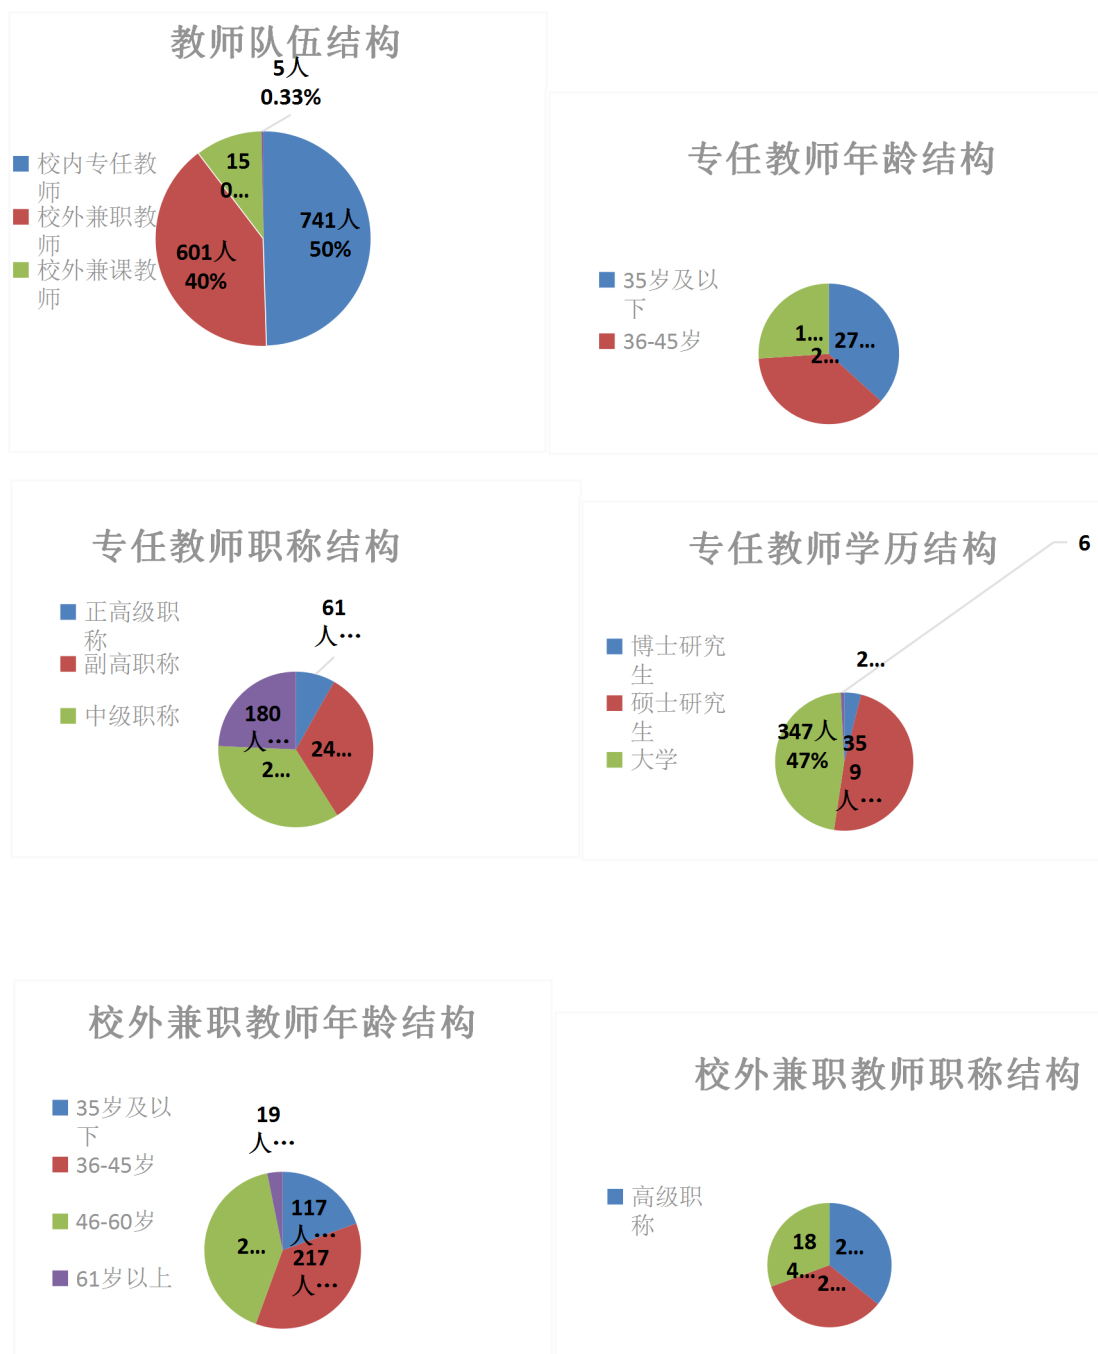 教师队伍结构
5人
0.33%
校内专任教
师
校外兼职教
师
校外兼课教
师
15
0...
741人
50%
601人
40%
专任教师年龄结构
35岁及以
下
36-45岁
1...
27...
2...
专任教师职称结构
正高级职
称
副高职称
中级职称
61
人...
180
人...
24...
2...
专任教师学历结构
6
博士研究
生
硕士研究
生
大学
2...
347人
47%
35
9
人...
校外兼职教师年龄结构
35岁及以
下
36-45岁
46-60岁
61岁以上
19
人...
117
人...
217
人...
2...
校外兼职教师职称结构
高级职
称
18
4...
2...
2...